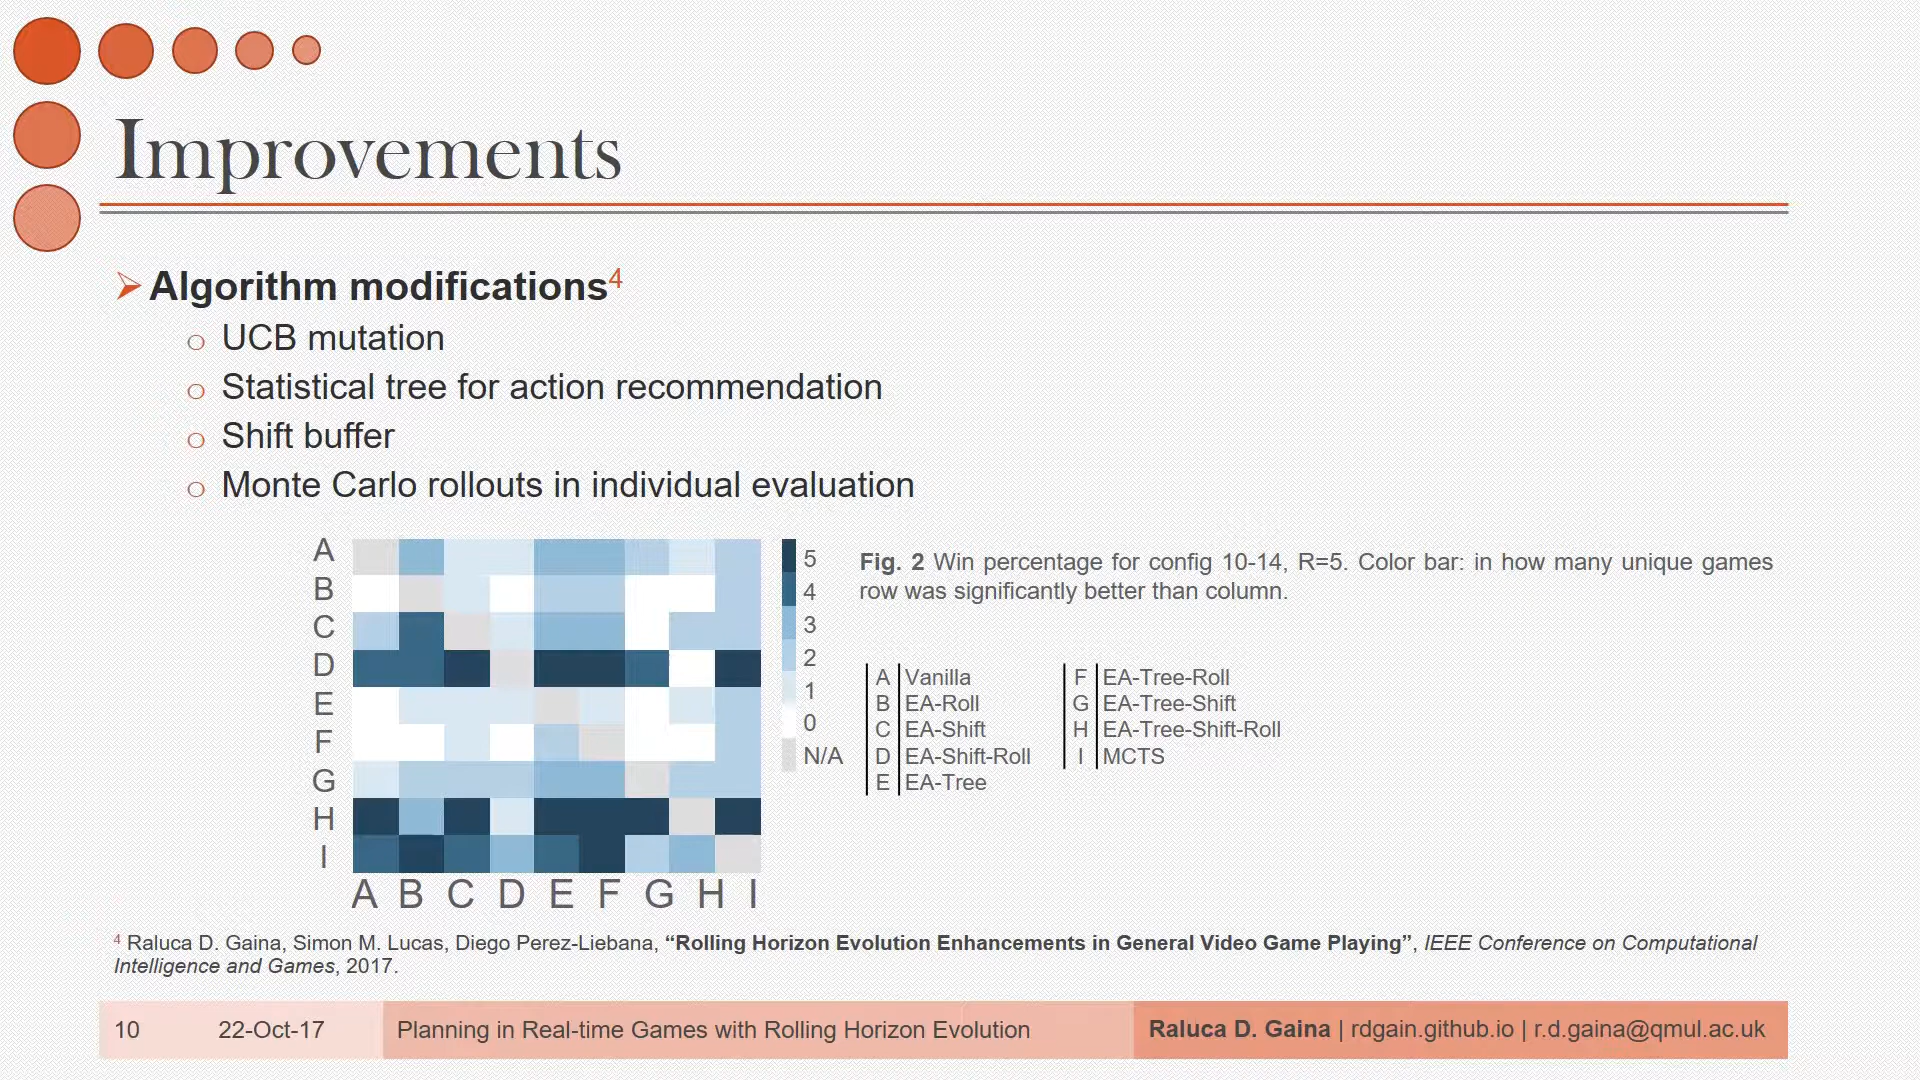 Improvements
Algorithm modifications4
UCB mutation
Statistical tree for action recommendation
Shift buffer
Monte Carlo rollouts in individual evaluation
A
B
C
D
E
F
G
H
I
A B C D E F G H I
5
4
3
2
1
0
N/A
Fig. 2 Win percentage for config 10-14, R=5. Color bar: in how many unique games
row was significantly better than column.
A Vanilla
B EA-Roll
C EA-Shift
D EA-Shift-Roll
E EA-Tree
F EA-Tree-Roll
G EA-Tree-Shift
H EA-Tree-Shift-Roll
I MCTS
4 Raluca D. Gaina, Simon M. Lucas, Diego Perez-Liebana, “Rolling Horizon Evolution Enhancements in General Video Game Playing”, IEEE Conference on Computational
Intelligence and Games, 2017.
10 22-Oct-17 Planning in Real-time Games with Rolling Horizon Evolution Raluca D. Gaina | rdgain.github.io | r.d.gaina@qmul.ac.uk